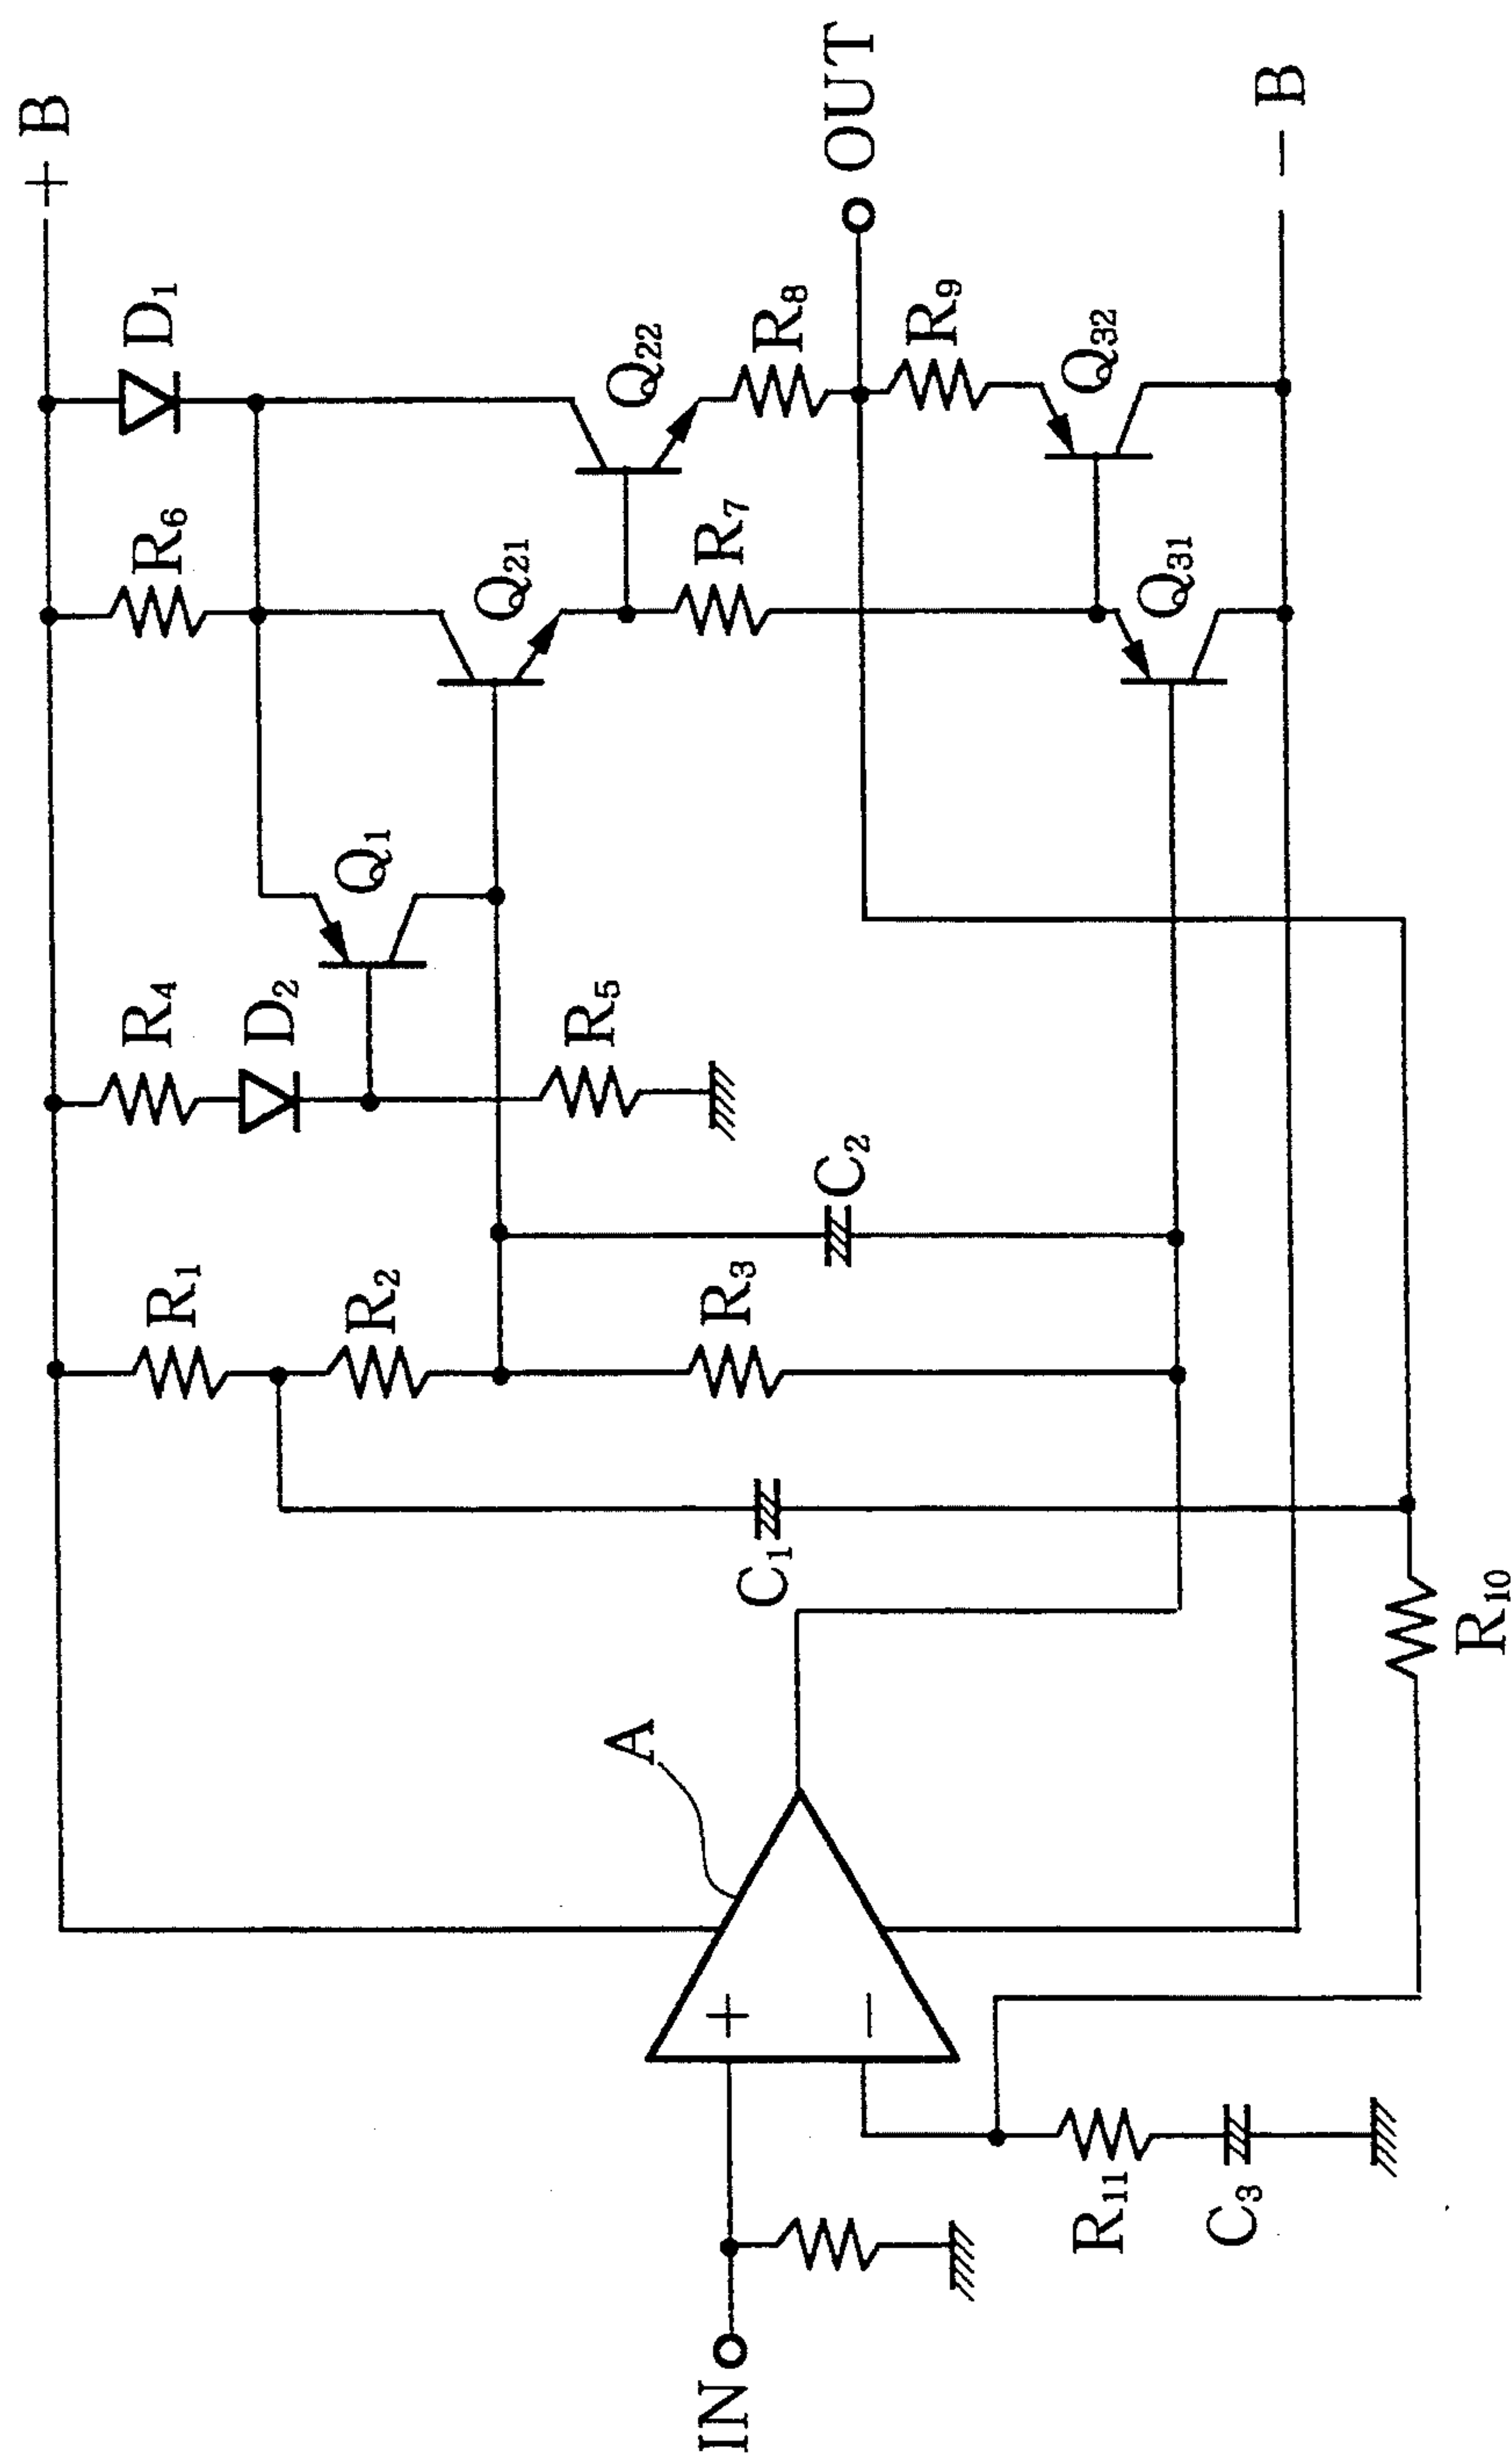 + B
D₁
R₆
R₄
D₂
R₁
R₂
Q₁
Q₂₁
Q₂₂
R₇
R₈
OUT
R₉
Q₃₂
Q₃₁
R₅
C₂
R₃
C₁
A
+
−
IN
R₁₁
C₃
R₁₀
− B